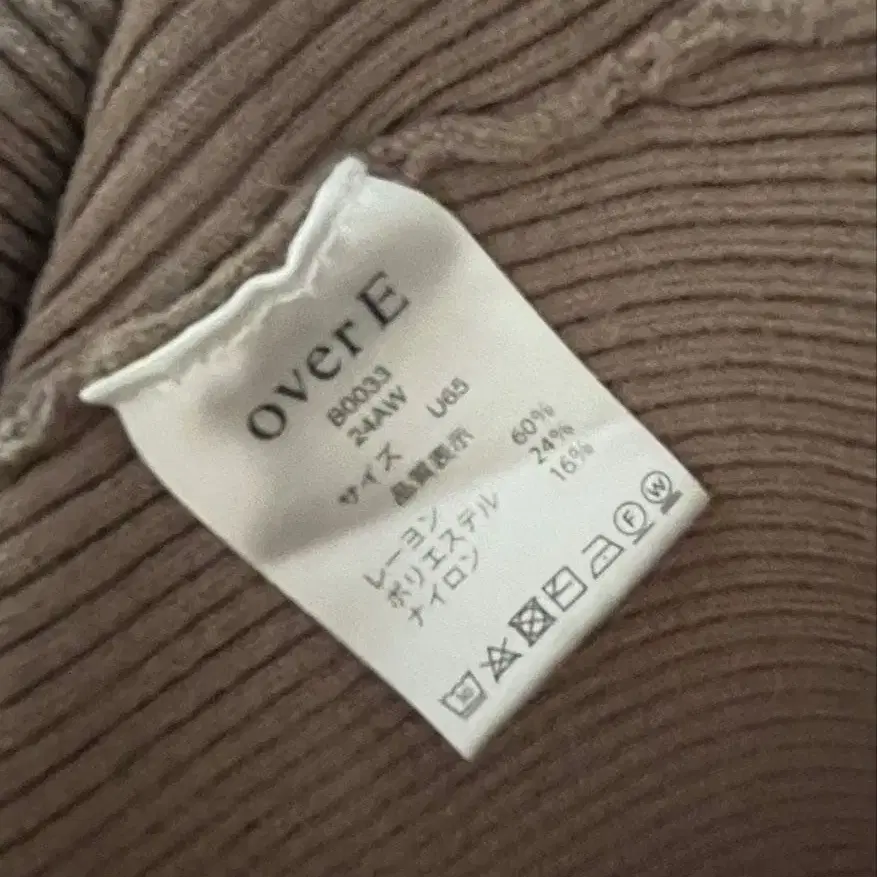 overE
B0033
24AW
サイズ U65
品質表示
レーヨン 60%
ポリエステル 24%
ナイロン 16%
F W